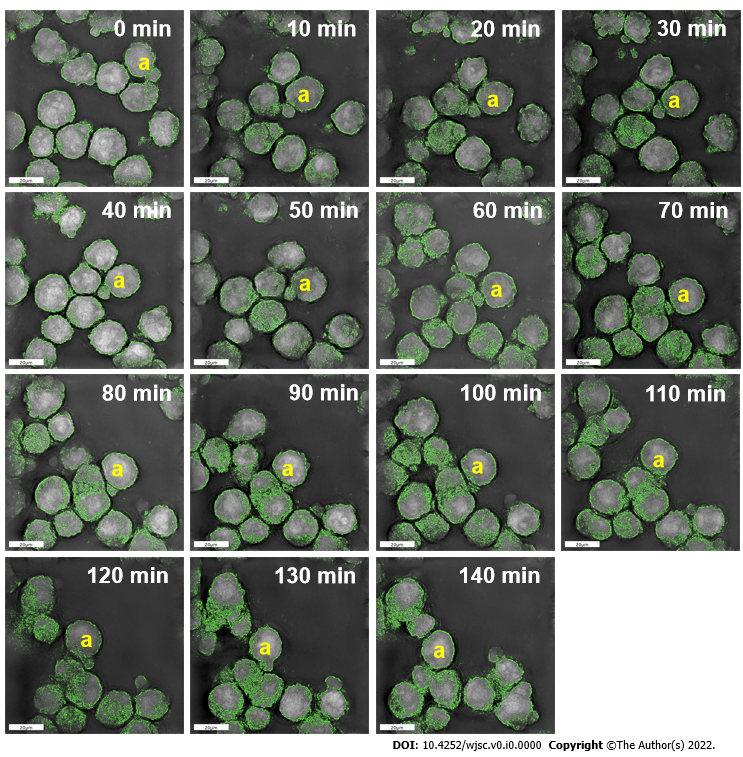 0 min
a
10 min
a
20 min
a
30 min
a
20μm
20μm
20μm
20μm
40 min
a
50 min
a
60 min
a
70 min
a
20μm
20μm
20μm
20μm
80 min
a
90 min
a
100 min
a
110 min
a
20μm
20μm
20μm
20μm
120 min
a
130 min
a
140 min
a
20μm
20μm
20μm
DOI: 10.4252/wjsc.v0.i0.0000 Copyright ©The Author(s) 2022.